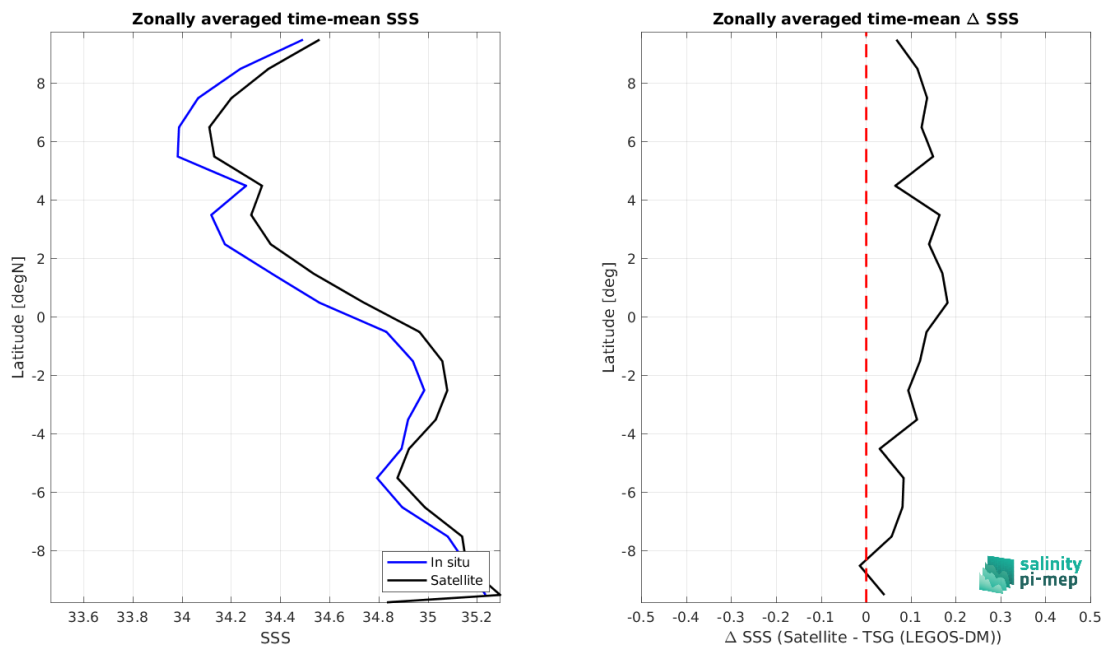 Zonally averaged time-mean SSS
8
6
4
2
0
-2
-4
-6
-8
Latitude [degN]
33.6 33.8 34 34.2 34.4 34.6 34.8 35 35.2
SSS
In situ
Satellite
Zonally averaged time-mean Δ SSS
8
6
4
2
0
-2
-4
-6
-8
Latitude [deg]
-0.5 -0.4 -0.3 -0.2 -0.1 0 0.1 0.2 0.3 0.4 0.5
Δ SSS (Satellite - TSG (LEGOS-DM))
salinity
pi-mep